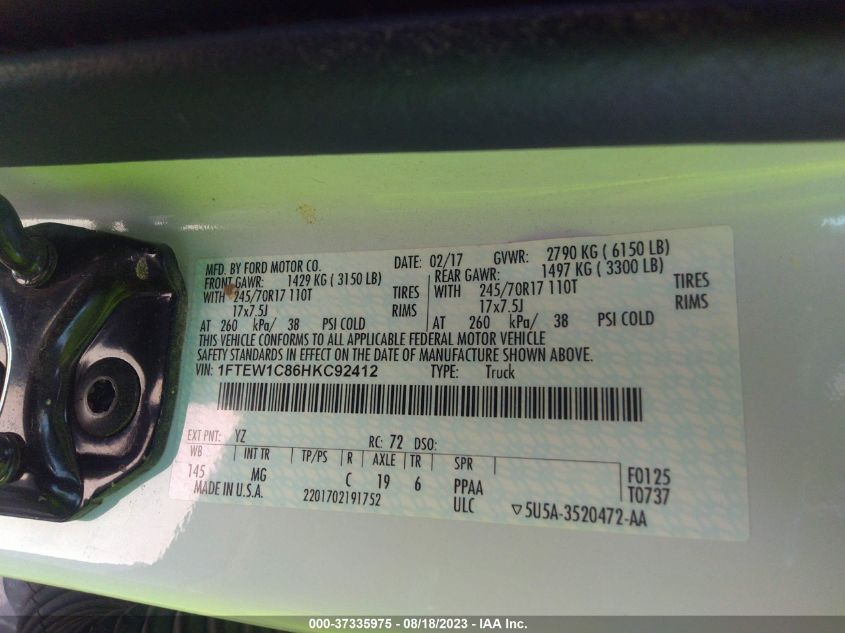 MFD. BY FORD MOTOR CO. DATE: 02/17 GVWR: 2790 KG ( 6150 LB)
FRONT GAWR: 1429 KG ( 3150 LB) REAR GAWR: 1497 KG ( 3300 LB)
WITH 245/70R17 110T TIRES WITH 245/70R17 110T TIRES
17x7.5J RIMS 17x7.5J RIMS
AT 260 kPa/ 38 PSI COLD AT 260 kPa/ 38 PSI COLD
THIS VEHICLE CONFORMS TO ALL APPLICABLE FEDERAL MOTOR VEHICLE
SAFETY STANDARDS IN EFFECT ON THE DATE OF MANUFACTURE SHOWN ABOVE.
VIN: 1FTEW1C86HKC92412 TYPE: Truck
EXT PNT: YZ RC: 72 DSO:
WB INT TR TP/PS R AXLE TR SPR
145 MG C 19 6 PPAA F0125
MADE IN U.S.A. 2201702191752 ULC T0737
▽5U5A-3520472-AA
000-37335975 - 08/18/2023 - IAA Inc.